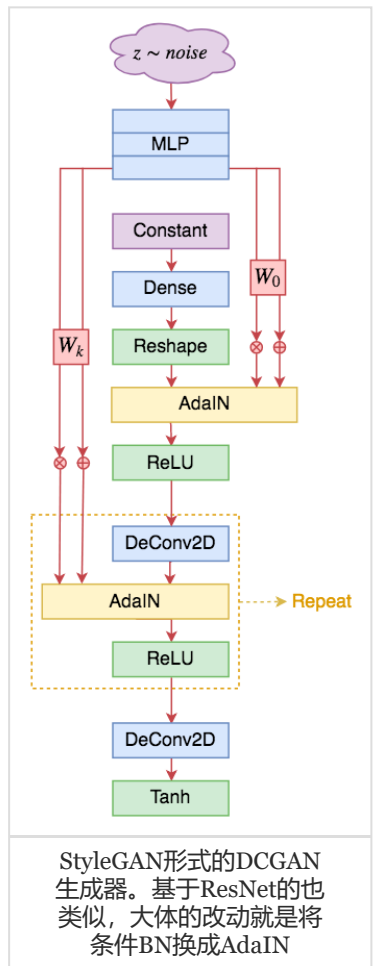 z ~ noise
MLP
Constant
W₀
Dense
Reshape
Wₖ
⊗ ⊕
AdaIN
ReLU
⊗ ⊕
DeConv2D
AdaIN
Repeat
ReLU
DeConv2D
Tanh
StyleGAN形式的DCGAN
生成器。基于ResNet的也
类似，大体的改动就是将
条件BN换成AdaIN